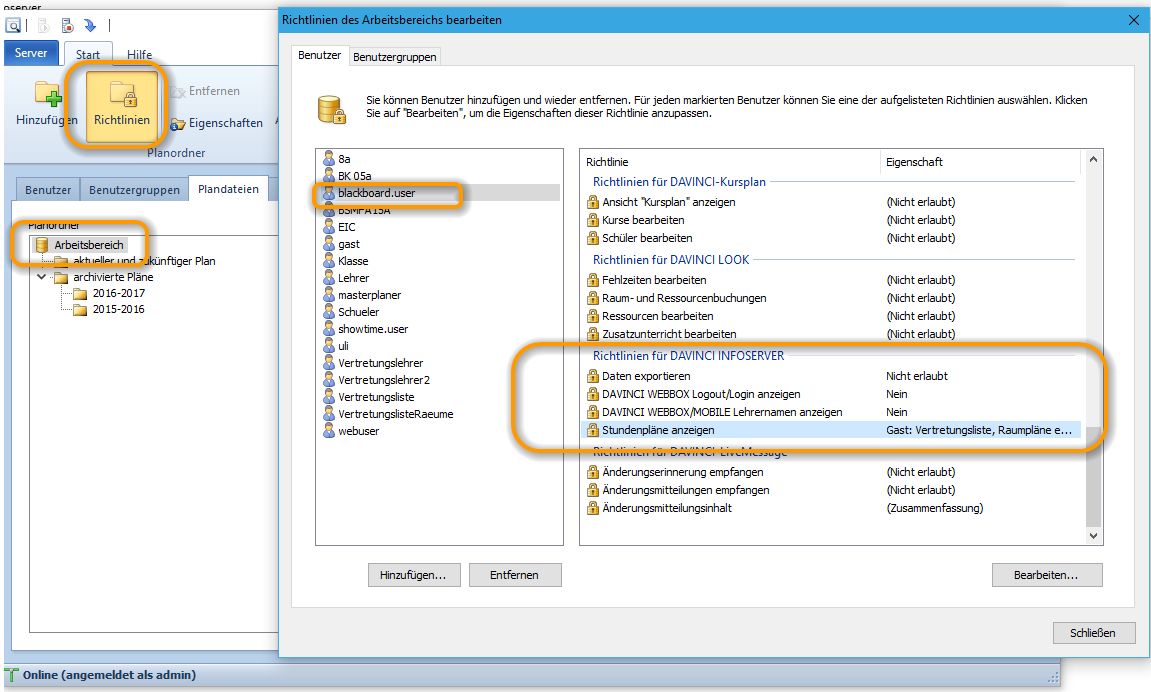 Richtlinien des Arbeitsbereichs bearbeiten
Server
Start
Hilfe
Hinzufügen
Richtlinien
Entfernen
Eigenschaften
Planordner
Benutzer
Benutzergruppen
Plandateien
Planordner
Arbeitsbereich
aktueller und zukünftiger Plan
archivierte Pläne
2016-2017
2015-2016
Online (angemeldet als admin)
Benutzer
Benutzergruppen
Sie können Benutzer hinzufügen und wieder entfernen. Für jeden markierten Benutzer können Sie eine der aufgelisteten Richtlinien auswählen. Klicken
Sie auf "Bearbeiten", um die Eigenschaften dieser Richtlinie anzupassen.
8a
BK 05a
blackboard.user
BSMFA15A
EIC
gast
Klasse
Lehrer
masterplaner
Schueler
showtime.user
uli
Vertretungslehrer
Vertretungslehrer2
Vertretungsliste
VertretungslisteRaeume
webuser
Hinzufügen...
Entfernen
Richtlinie Eigenschaft
Richtlinien für DAVINCI-Kursplan
Ansicht "Kursplan" anzeigen (Nicht erlaubt)
Kurse bearbeiten (Nicht erlaubt)
Schüler bearbeiten (Nicht erlaubt)
Richtlinien für DAVINCI LOOK
Fehlzeiten bearbeiten (Nicht erlaubt)
Raum- und Ressourcenbuchungen (Nicht erlaubt)
Ressourcen bearbeiten (Nicht erlaubt)
Zusatzunterricht bearbeiten (Nicht erlaubt)
Richtlinien für DAVINCI INFOSERVER
Daten exportieren Nicht erlaubt
DAVINCI WEBBOX Logout/Login anzeigen Nein
DAVINCI WEBBOX/MOBILE Lehrernamen anzeigen Nein
Stundenpläne anzeigen Gast: Vertretungsliste, Raumpläne e...
Richtlinien für DAVINCI LiveMessage
Änderungserinnerung empfangen (Nicht erlaubt)
Änderungsmitteilungen empfangen (Nicht erlaubt)
Änderungsmitteilungsinhalt (Zusammenfassung)
Bearbeiten...
Schließen